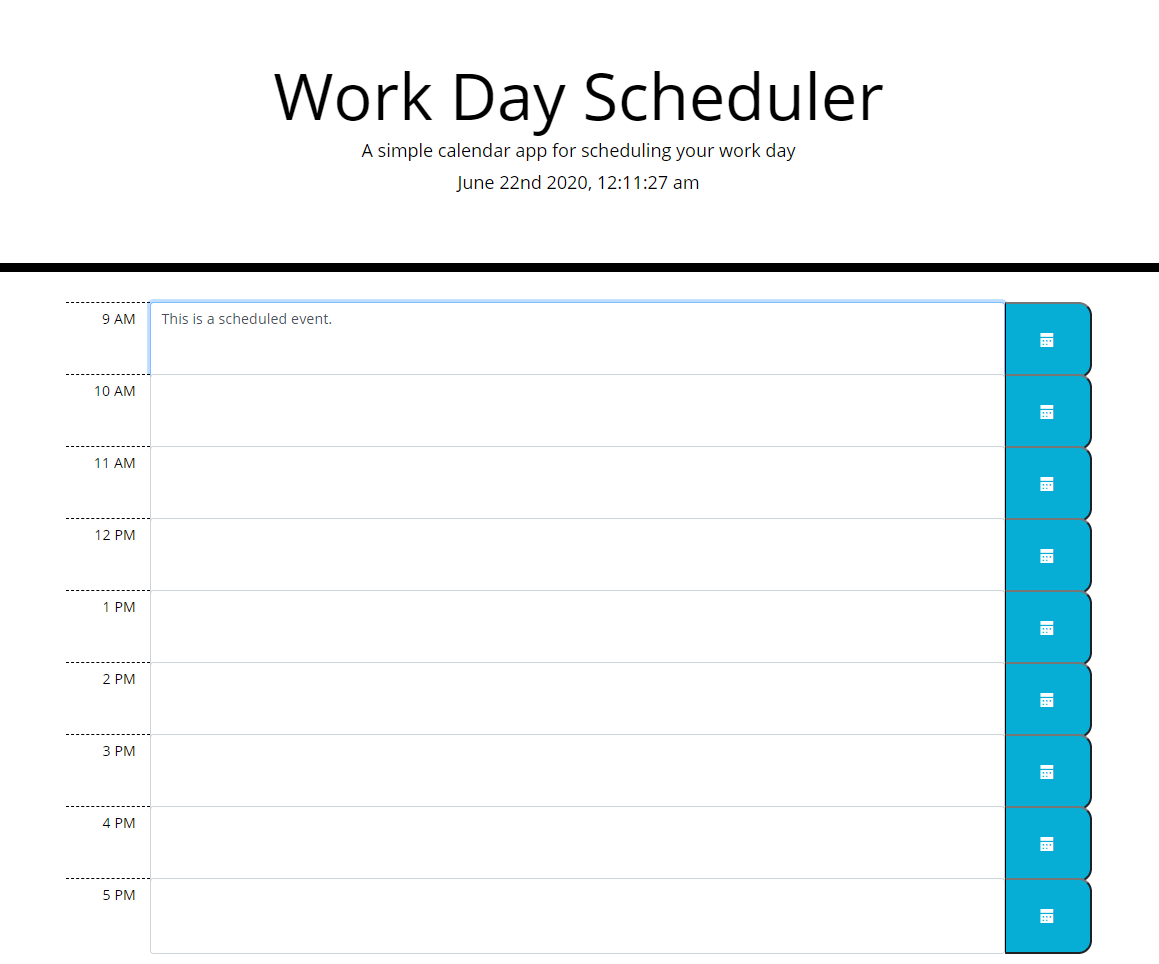 Work Day Scheduler
A simple calendar app for scheduling your work day
June 22nd 2020, 12:11:27 am
9 AM This is a scheduled event.
10 AM
11 AM
12 PM
1 PM
2 PM
3 PM
4 PM
5 PM